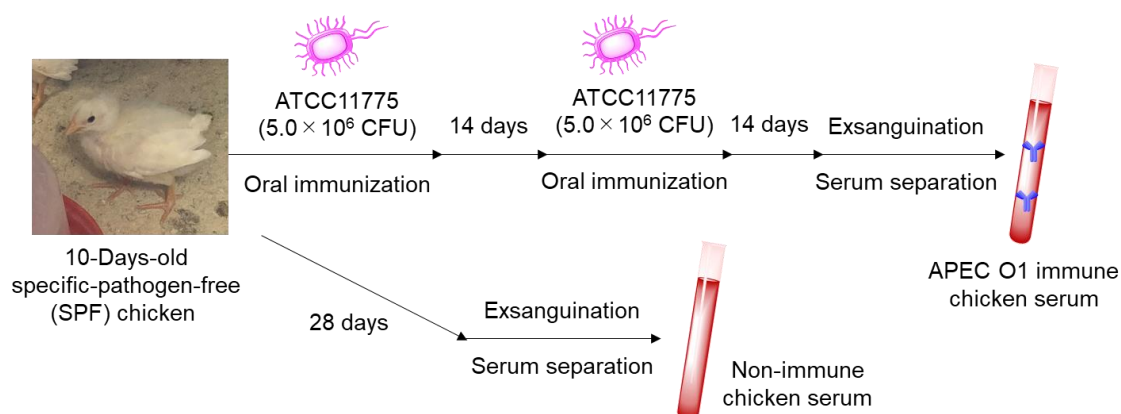 ATCC11775
(5.0 × 10⁶ CFU)
Oral immunization
14 days
ATCC11775
(5.0 × 10⁶ CFU)
Oral immunization
14 days
Exsanguination
Serum separation
APEC O1 immune
chicken serum
10-Days-old
specific-pathogen-free
(SPF) chicken
28 days
Exsanguination
Serum separation
Non-immune
chicken serum